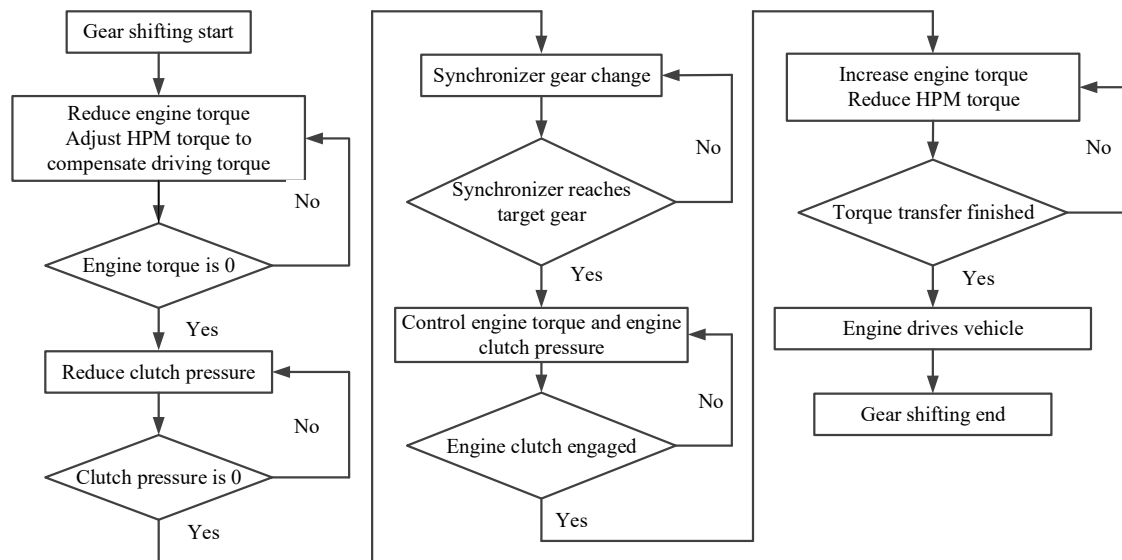 Gear shifting start
Reduce engine torque
Adjust HPM torque to
compensate driving torque
No
Engine torque is 0
Yes
Reduce clutch pressure
No
Clutch pressure is 0
Yes
Synchronizer gear change
No
Synchronizer reaches
target gear
Yes
Control engine torque and engine
clutch pressure
No
Engine clutch engaged
Yes
Increase engine torque
Reduce HPM torque
No
Torque transfer finished
Yes
Engine drives vehicle
Gear shifting end